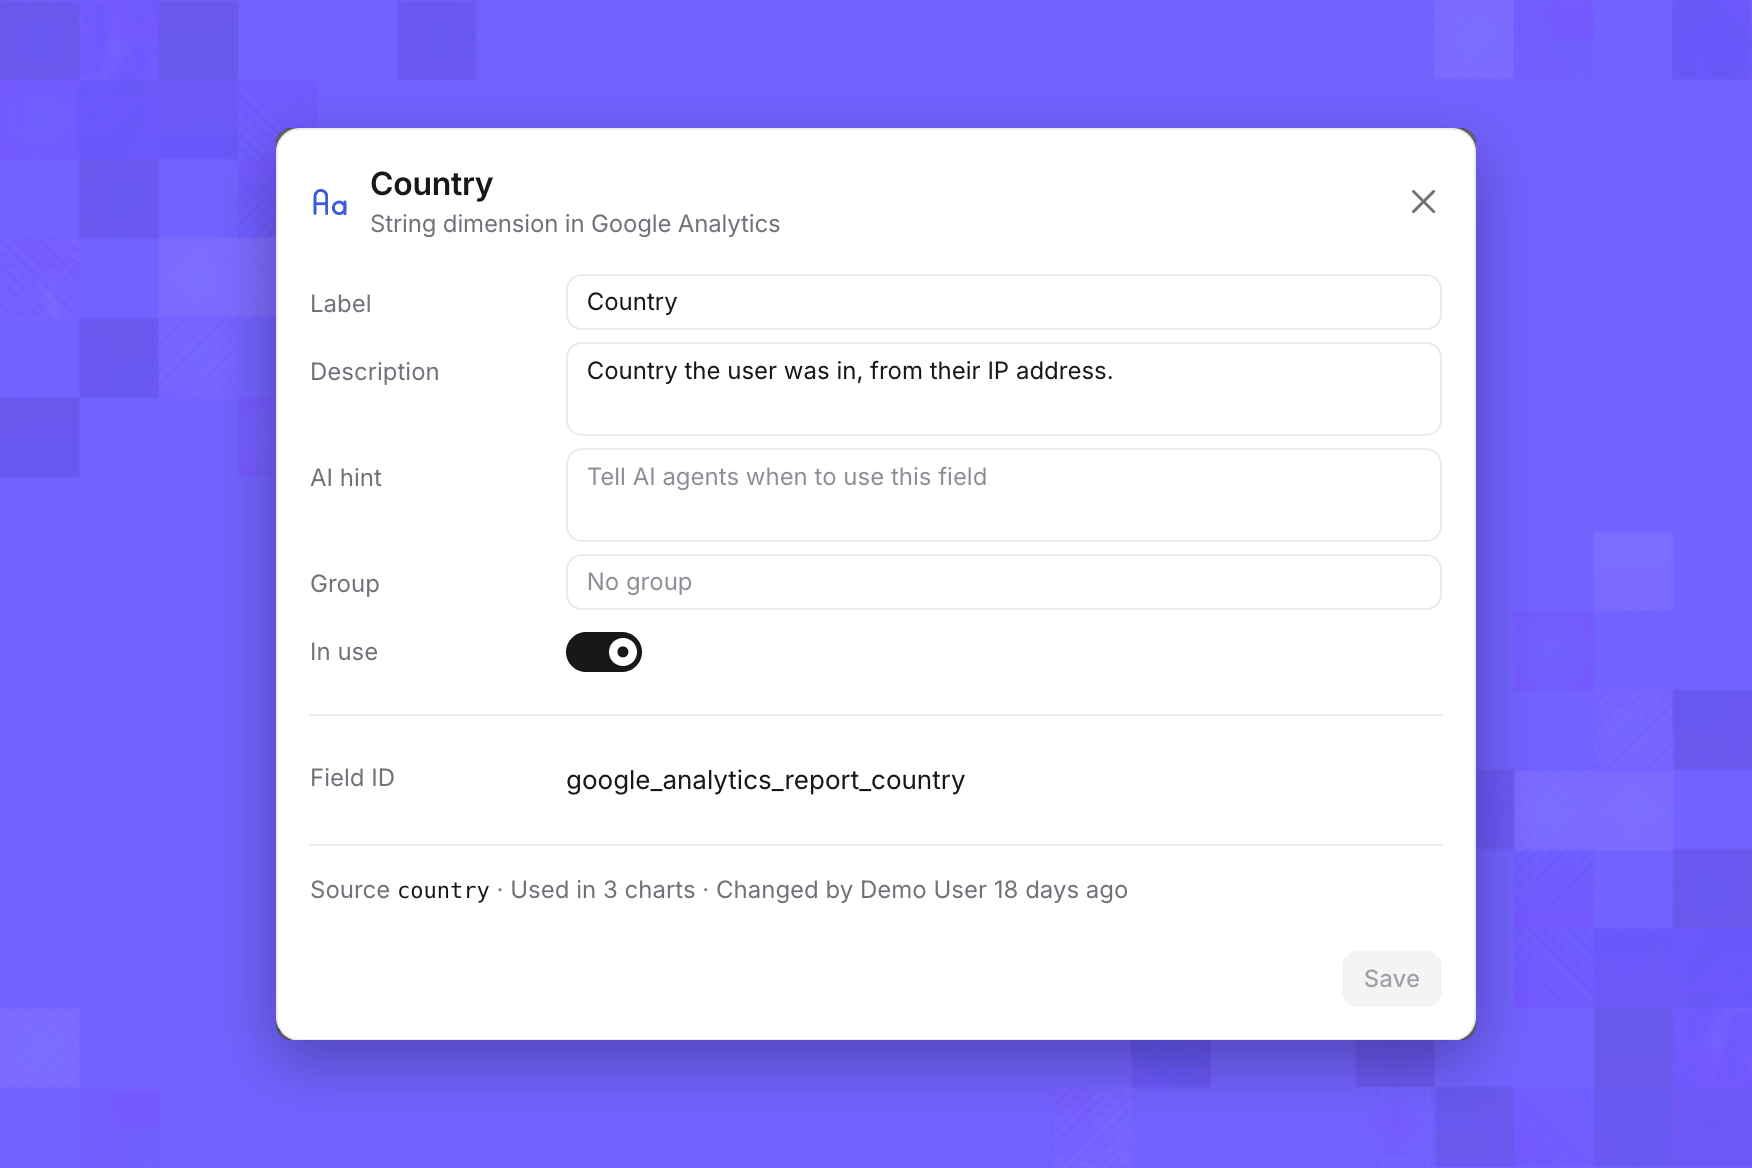 Aa
Country
String dimension in Google Analytics
Label
Country
Description
Country the user was in, from their IP address.
AI hint
Tell AI agents when to use this field
Group
No group
In use
Field ID
google_analytics_report_country
Source country · Used in 3 charts · Changed by Demo User 18 days ago
Save